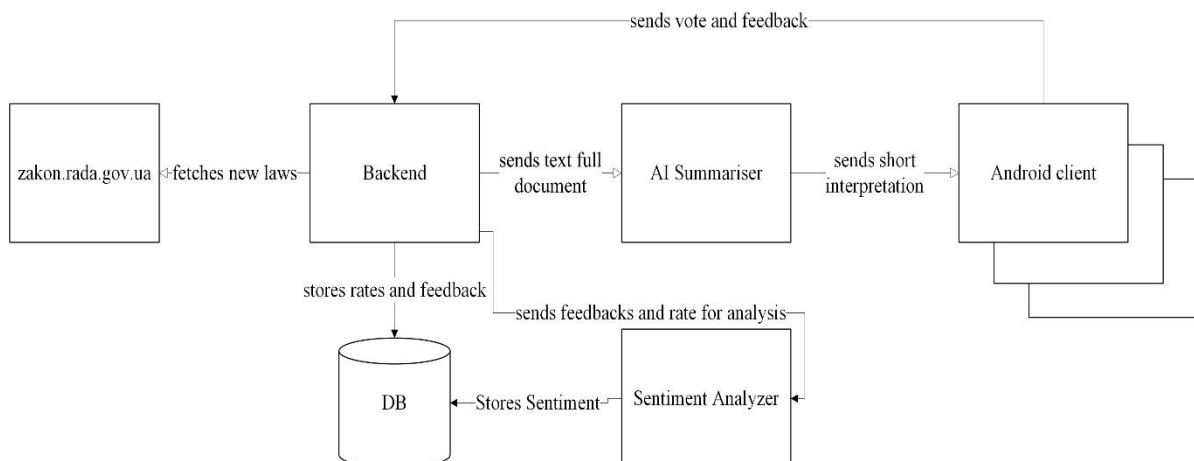 sends vote and feedback
zakon.rada.gov.ua
fetches new laws
Backend
sends text full
document
AI Summariser
sends short
interpretation
Android client
stores rates and feedback
sends feedbacks and rate for analysis
DB
Stores Sentiment
Sentiment Analyzer